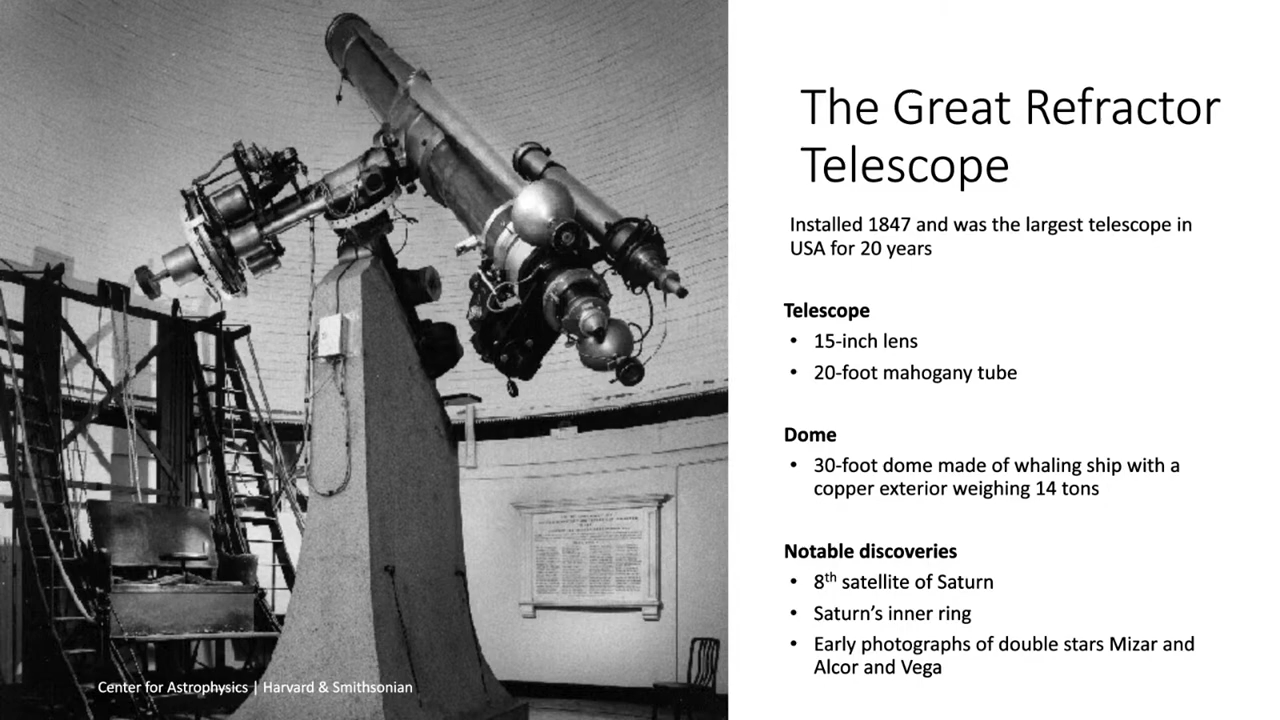 The Great Refractor
Telescope
Installed 1847 and was the largest telescope in
USA for 20 years
Telescope
• 15-inch lens
• 20-foot mahogany tube
Dome
• 30-foot dome made of whaling ship with a
copper exterior weighing 14 tons
Notable discoveries
• 8th satellite of Saturn
• Saturn's inner ring
• Early photographs of double stars Mizar and
Alcor and Vega
Center for Astrophysics | Harvard & Smithsonian